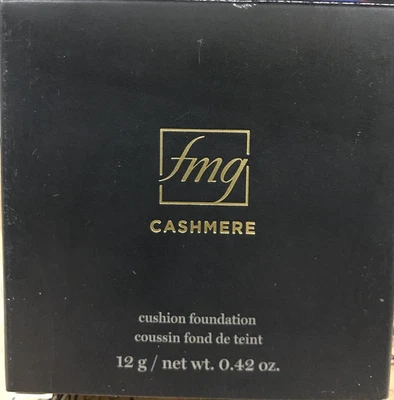 fmg
CASHMERE
cushion foundation
coussin fond de teint
12 g / net wt. 0.42 oz.